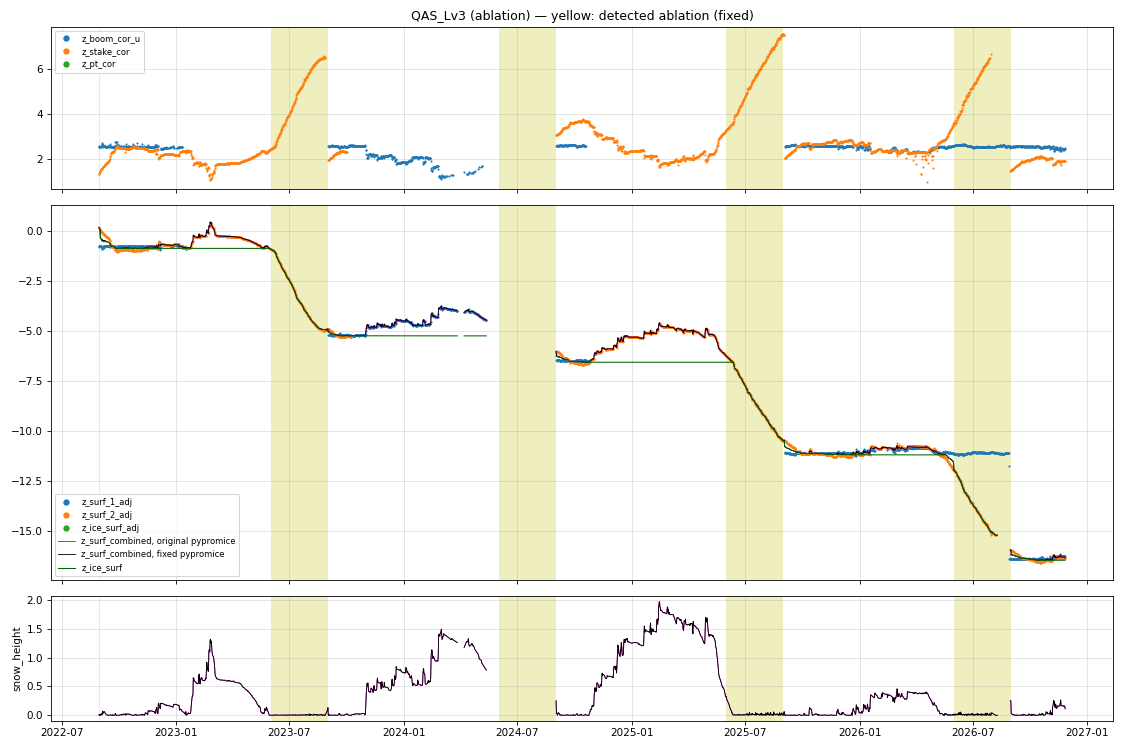 QAS_Lv3 (ablation) — yellow: detected ablation (fixed)
z_boom_cor_u
z_stake_cor
z_pt_cor
6
4
2
0.0
−2.5
−5.0
−7.5
−10.0
−12.5
−15.0
z_surf_1_adj
z_surf_2_adj
z_ice_surf_adj
z_surf_combined, original pypromice
z_surf_combined, fixed pypromice
z_ice_surf
snow_height
2.0
1.5
1.0
0.5
0.0
2022-07 2023-01 2023-07 2024-01 2024-07 2025-01 2025-07 2026-01 2026-07 2027-01